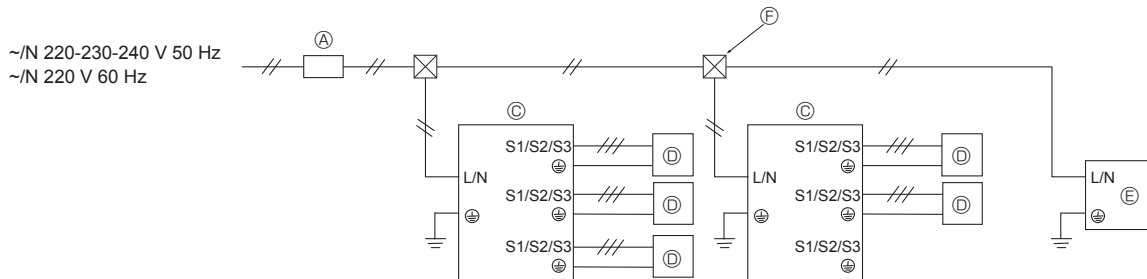 Ⓕ
Ⓐ
~/N 220-230-240 V 50 Hz
~/N 220 V 60 Hz
Ⓒ
Ⓒ
S1/S2/S3
Ⓓ
S1/S2/S3
Ⓓ
L/N
S1/S2/S3
Ⓓ
L/N
S1/S2/S3
Ⓓ
L/N
Ⓔ
S1/S2/S3
Ⓓ
S1/S2/S3